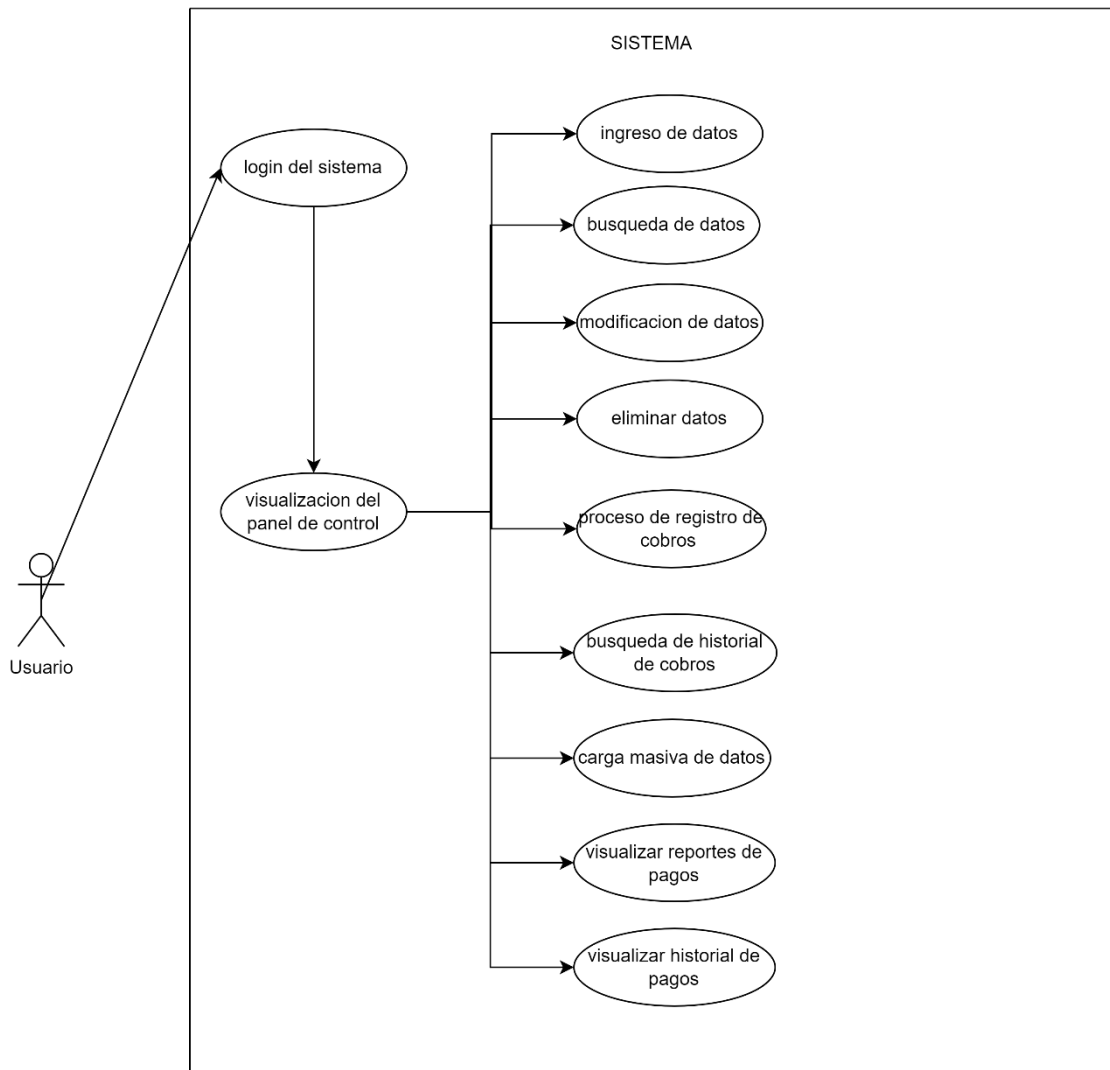 SISTEMA
ingreso de datos
login del sistema
busqueda de datos
modificacion de datos
eliminar datos
visualizacion del
panel de control
proceso de registro de
cobros
Usuario
busqueda de historial
de cobros
carga masiva de datos
visualizar reportes de
pagos
visualizar historial de
pagos